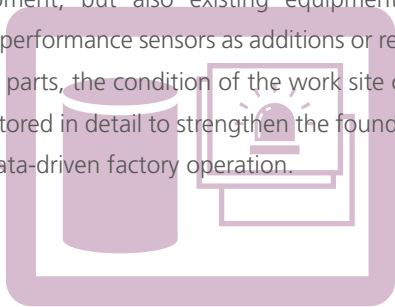 but also existing equipment
performance sensors as additions or re
parts, the condition of the work site
tored in detail to strengthen the found
ata-driven factory operation.